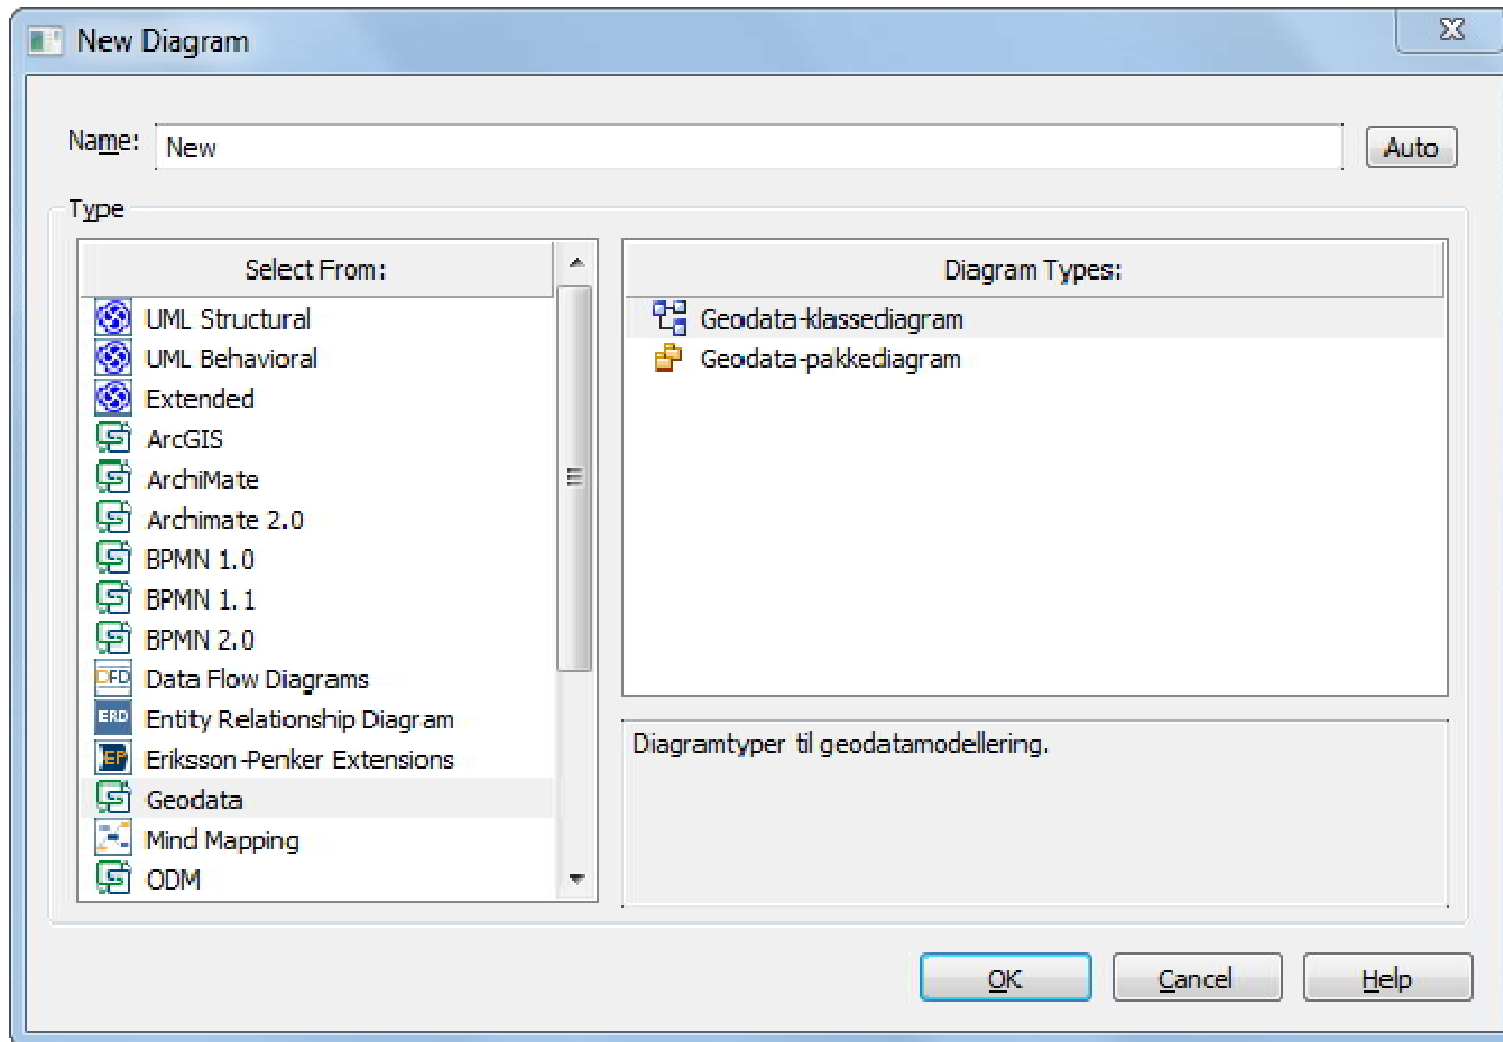 New Diagram
Name: New Auto
Type
Select From:
UML Structural
UML Behavioral
Extended
ArcGIS
ArchiMate
Archimate 2.0
BPMN 1.0
BPMN 1.1
BPMN 2.0
DFD Data Flow Diagrams
ERD Entity Relationship Diagram
EP Eriksson-Penker Extensions
Geodata
Mind Mapping
ODM
Diagram Types:
Geodata-klassediagram
Geodata-pakkediagram
Diagramtyper til geodatamodellering.
OK Cancel Help